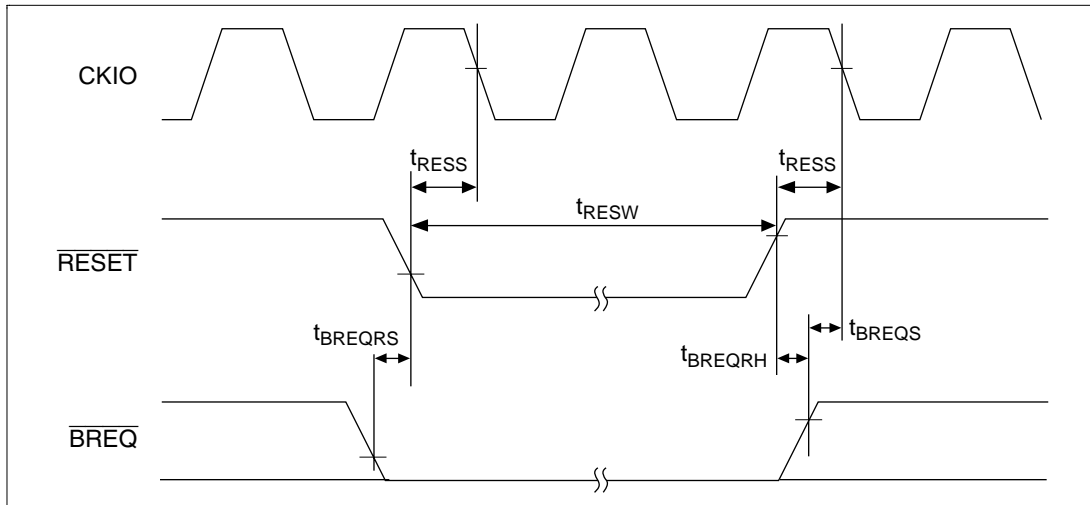 CKIO
tRESS
tRESS
tRESW
RESET
tBREQRS
tBREQS
tBREQRH
BREQ